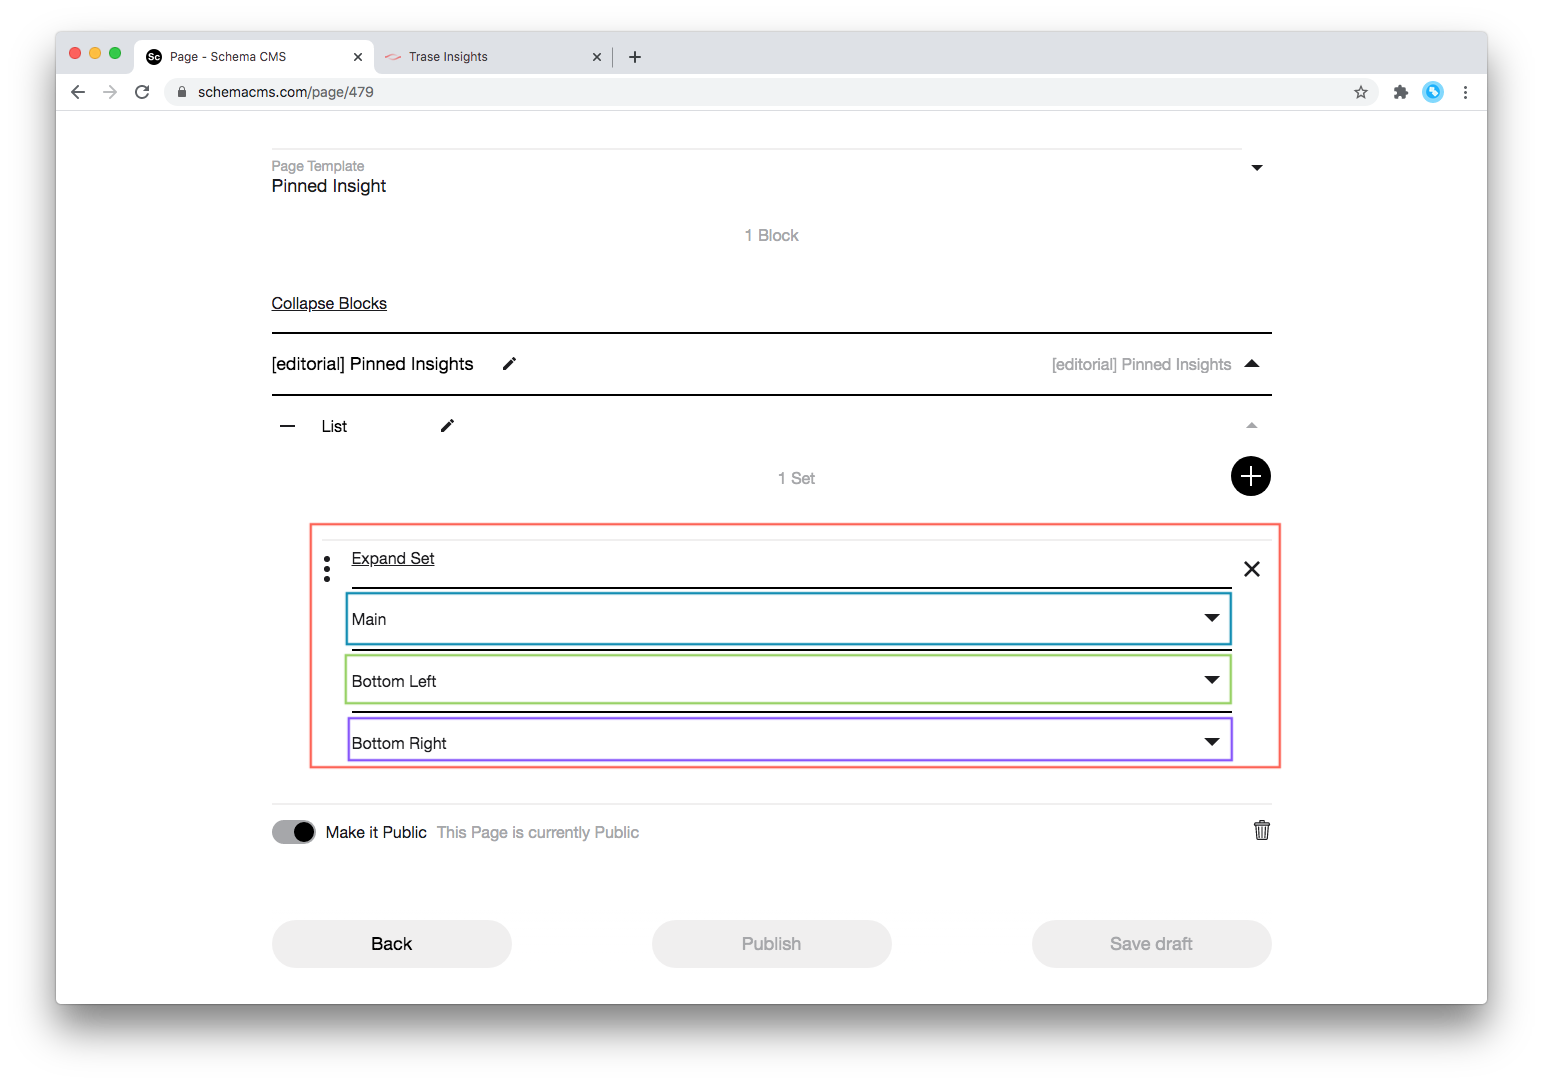 Sc Page - Schema CMS Trase Insights
schemacms.com/page/479
Page Template
Pinned Insight
1 Block
Collapse Blocks
[editorial] Pinned Insights [editorial] Pinned Insights
List
1 Set
Expand Set
Main
Bottom Left
Bottom Right
Make it Public This Page is currently Public
Back Publish Save draft